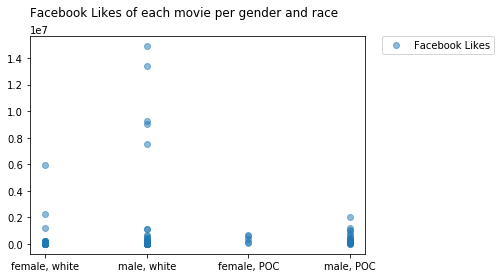 Facebook Likes of each movie per gender and race
1e7
Facebook Likes
1.4
1.2
1.0
0.8
0.6
0.4
0.2
0.0
female, white male, white female, POC male, POC